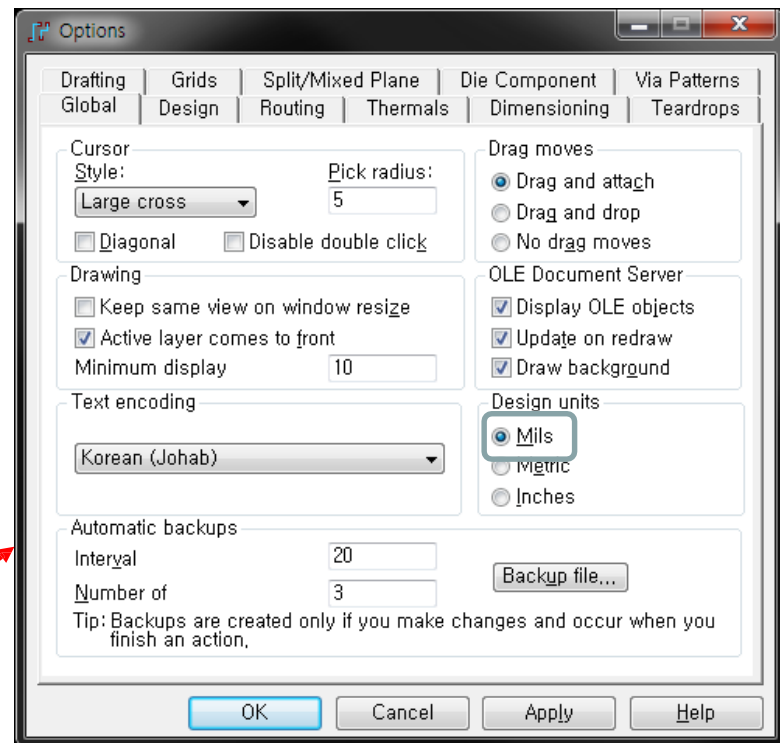 Options
Drafting Grids Split/Mixed Plane Die Component Via Patterns
Global Design Routing Thermals Dimensioning Teardrops
Cursor
Style: Pick radius:
Large cross 5
Diagonal Disable double click
Drag moves
Drag and attach
Drag and drop
No drag moves
Drawing
Keep same view on window resize
Active layer comes to front
Minimum display 10
OLE Document Server
Display OLE objects
Update on redraw
Draw background
Text encoding
Korean (Johab)
Design units
Mils
Metric
Inches
Automatic backups
Interval 20
Number of 3
Backup file...
Tip: Backups are created only if you make changes and occur when you
finish an action,
OK Cancel Apply Help